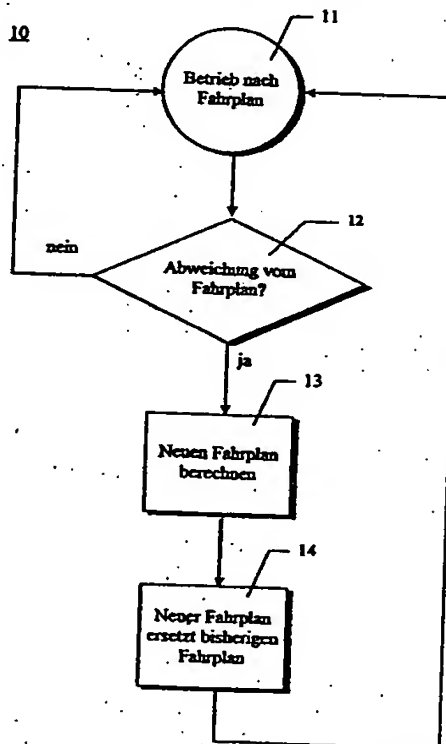 10
11
Betrieb nach
Fahrplan
12
nein
Abweichung vom
Fahrplan?
ja
13
Neuen Fahrplan
berechnen
14
Neuer Fahrplan
ersetzt bisherigen
Fahrplan